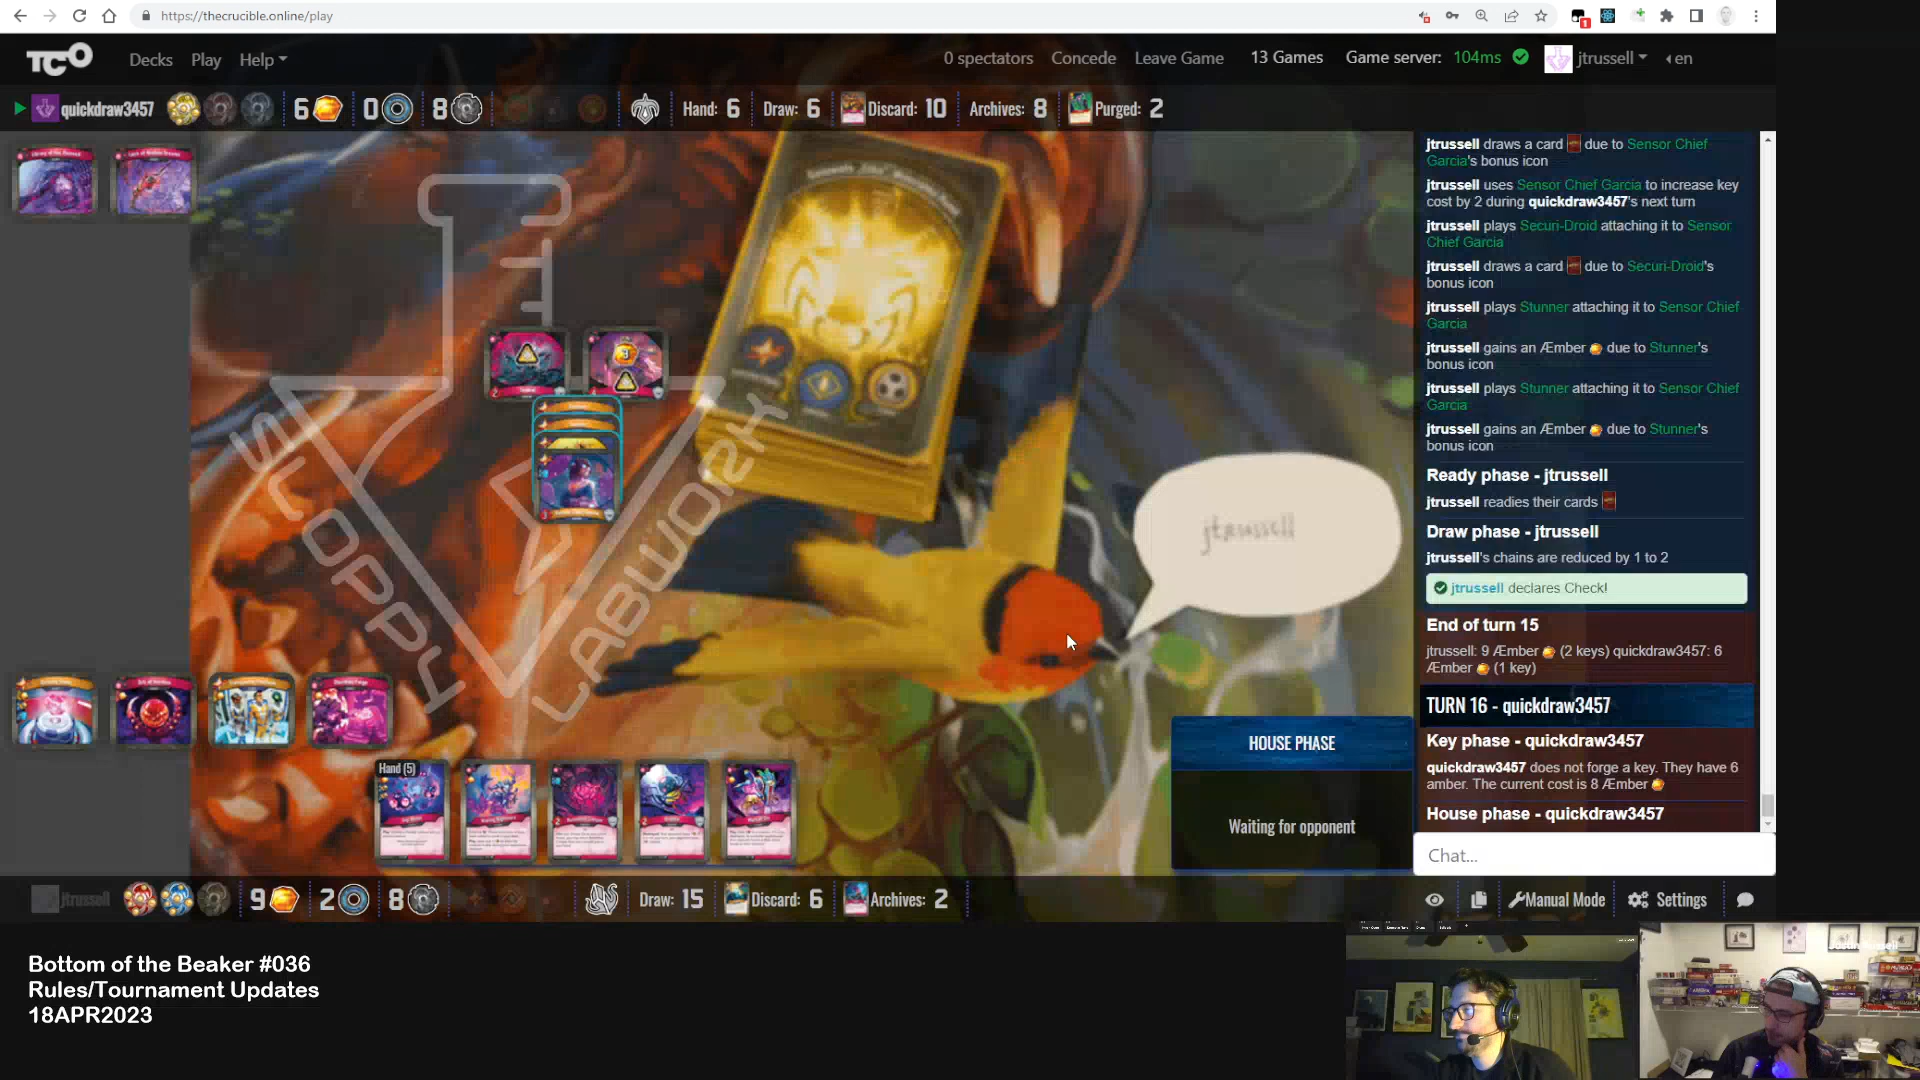 https://thecrucible.online/play
TCO
Decks
Play
Help
0 spectators
Concede
Leave Game
13 Games
Game server:
104ms
jtrussell
en
quickdraw3457
6
0
8
Hand: 6
Draw: 6
Discard: 10
Archives: 8
Purged: 2
jtrussell draws a card due to Sensor Chief
Garcia's bonus icon
jtrussell uses Sensor Chief Garcia to increase key
cost by 2 during quickdraw3457's next turn
jtrussell plays Securi-Droid attaching it to Sensor
Chief Garcia
jtrussell draws a card due to Securi-Droid's
bonus icon
jtrussell plays Stunner attaching it to Sensor Chief
Garcia
jtrussell gains an Æmber due to Stunner's
bonus icon
jtrussell plays Stunner attaching it to Sensor Chief
Garcia
jtrussell gains an Æmber due to Stunner's
bonus icon
Ready phase - jtrussell
jtrussell readies their cards
Draw phase - jtrussell
jtrussell's chains are reduced by 1 to 2
jtrussell declares Check!
End of turn 15
jtrussell: 9 Æmber (2 keys) quickdraw3457: 6
Æmber (1 key)
TURN 16 - quickdraw3457
Key phase - quickdraw3457
quickdraw3457 does not forge a key. They have 6
amber. The current cost is 8 Æmber
House phase - quickdraw3457
Chat...
SLOPPY
LABWORK
jtrussell
HOUSE PHASE
Waiting for opponent
Hand (5)
jtrussell
9
2
8
Draw: 15
Discard: 6
Archives: 2
Manual Mode
Settings
Bottom of the Beaker #036
Rules/Tournament Updates
18APR2023